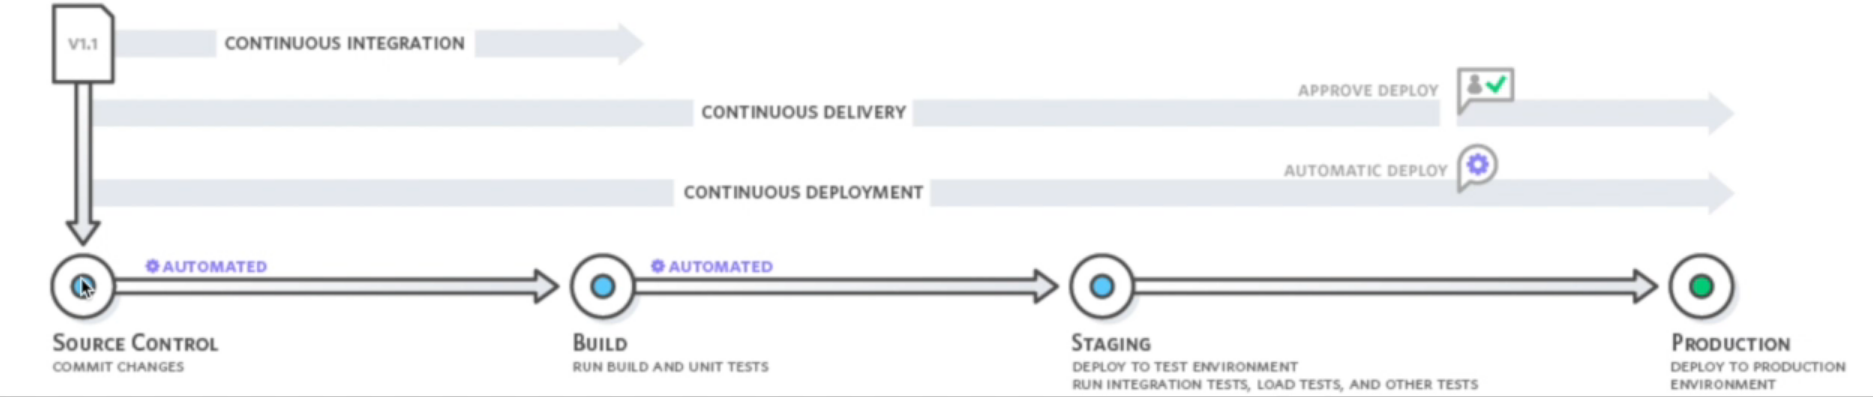 V1.1
CONTINUOUS INTEGRATION
APPROVE DEPLOY
CONTINUOUS DELIVERY
AUTOMATIC DEPLOY
CONTINUOUS DEPLOYMENT
AUTOMATED
AUTOMATED
SOURCE CONTROL
COMMIT CHANGES
BUILD
RUN BUILD AND UNIT TESTS
STAGING
DEPLOY TO TEST ENVIRONMENT
RUN INTEGRATION TESTS, LOAD TESTS, AND OTHER TESTS
PRODUCTION
DEPLOY TO PRODUCTION
ENVIRONMENT